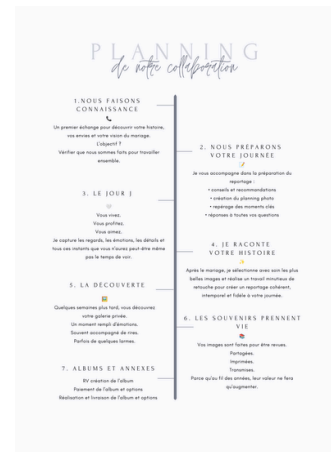 PLANNING
de notre collaboration
1.NOUS FAISONS
CONNAISSANCE
Un premier échange pour découvrir votre histoire,
vos envies et votre vision du mariage.
L'objectif ?
Vérifier que nous sommes faits pour travailler
ensemble.
2. NOUS PRÉPARONS
VOTRE JOURNÉE
Je vous accompagne dans la préparation du
reportage :
• conseils et recommandations
• création du planning photo
• repérage des moments clés
• réponses à toutes vos questions
3. LE JOUR J
Vous vivez.
Vous profitez.
Vous aimez.
Je capture les regards, les émotions, les détails et
tous ces instants que vous n'aurez peut-être même
pas le temps de voir.
4. JE RACONTE
VOTRE HISTOIRE
Après le mariage, je sélectionne avec soin les plus
belles images et réalise un travail minutieux de
retouche pour créer un reportage cohérent,
intemporel et fidèle à votre journée.
5. LA DÉCOUVERTE
Quelques semaines plus tard, vous découvrez
votre galerie privée.
Un moment rempli d'émotions.
Souvent accompagné de rires.
Parfois de quelques larmes.
6. LES SOUVENIRS PRENNENT
VIE
Vos images sont faites pour être revues.
Partagées.
Imprimées.
Transmises.
Parce qu'au fil des années, leur valeur ne fera
qu'augmenter.
7. ALBUMS ET ANNEXES
RV création de l'album
Paiement de l'album et options
Réalisation et livraison de l'album et options